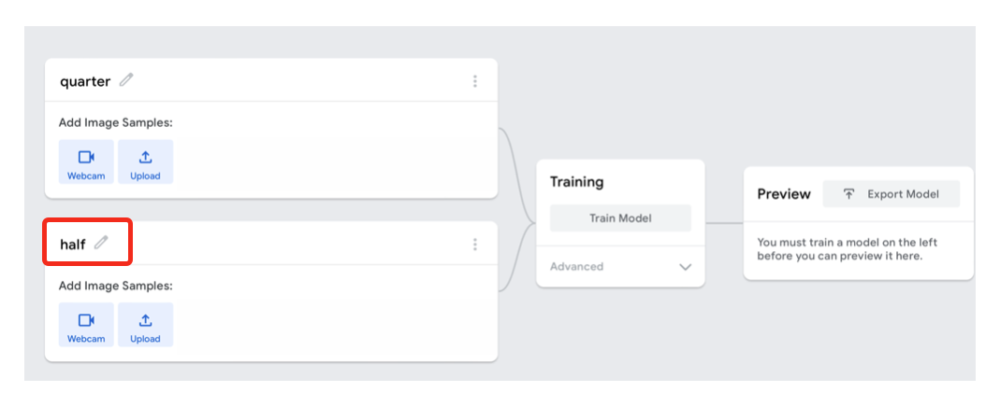 quarter
Add Image Samples:
Webcam
Upload
half
Add Image Samples:
Webcam
Upload
Training
Train Model
Advanced
Preview
Export Model
You must train a model on the left
before you can preview it here.